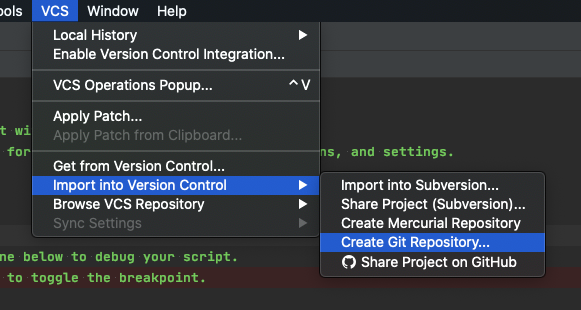 ools VCS Window Help
Local History
Enable Version Control Integration...
VCS Operations Popup... ^V
Apply Patch...
t wi
Apply Patch from Clipboard...
for ns, and settings.
Get from Version Control...
Import into Version Control
Import into Subversion...
Browse VCS Repository
Share Project (Subversion)...
Sync Settings
Create Mercurial Repository
Create Git Repository...
ne below to debug your script.
Share Project on GitHub
to toggle the breakpoint.